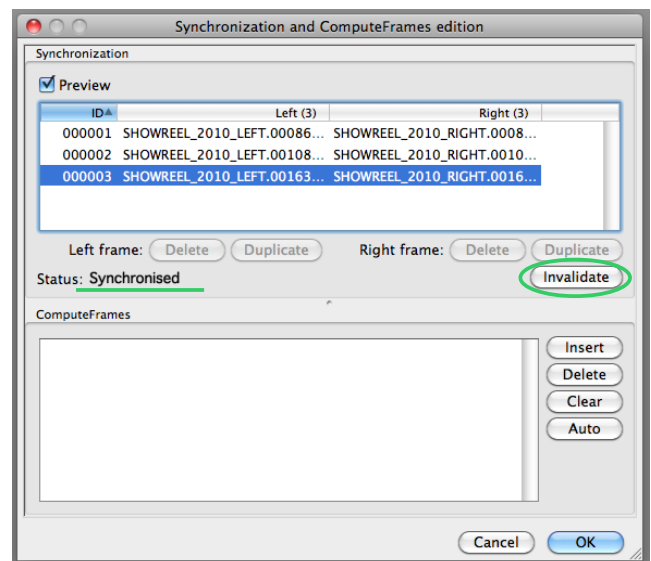 Synchronization and ComputeFrames edition
Synchronization
Preview
ID Left (3) Right (3)
000001 SHOWREEL_2010_LEFT.00086... SHOWREEL_2010_RIGHT.0008...
000002 SHOWREEL_2010_LEFT.00108... SHOWREEL_2010_RIGHT.0010...
000003 SHOWREEL_2010_LEFT.00163... SHOWREEL_2010_RIGHT.0016...
Left frame: Delete Duplicate Right frame: Delete Duplicate
Status: Synchronised Invalidate
ComputeFrames
Insert
Delete
Clear
Auto
Cancel OK